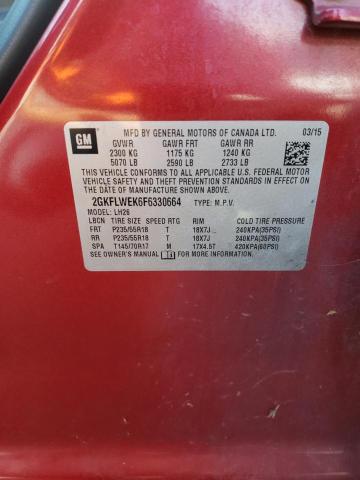 GM
MFD BY GENERAL MOTORS OF CANADA LTD. 03/15
GVWR GAWR FRT GAWR RR
2300 KG 1175 KG 1240 KG
5070 LB 2590 LB 2733 LB
THIS VEHICLE CONFORMS TO ALL APPLICABLE U.S. FEDERAL MOTOR
VEHICLE SAFETY AND THEFT PREVENTION STANDARDS IN
EFFECT ON THE DATE OF MANUFACTURE SHOWN ABOVE.
2GKFLWEK6F6330664 TYPE: M.P.V.
MODEL: LH26
LBCN TIRE SIZE SPEED RTG RIM COLD TIRE PRESSURE
FRT P235/55R18 T 18X7J 240KPA(35PSI)
RR P235/55R18 T 18X7J 240KPA(35PSI)
SPA T145/70R17 M 17X4.5T 420KPA(60PSI)
SEE OWNER'S MANUAL FOR MORE INFORMATION.